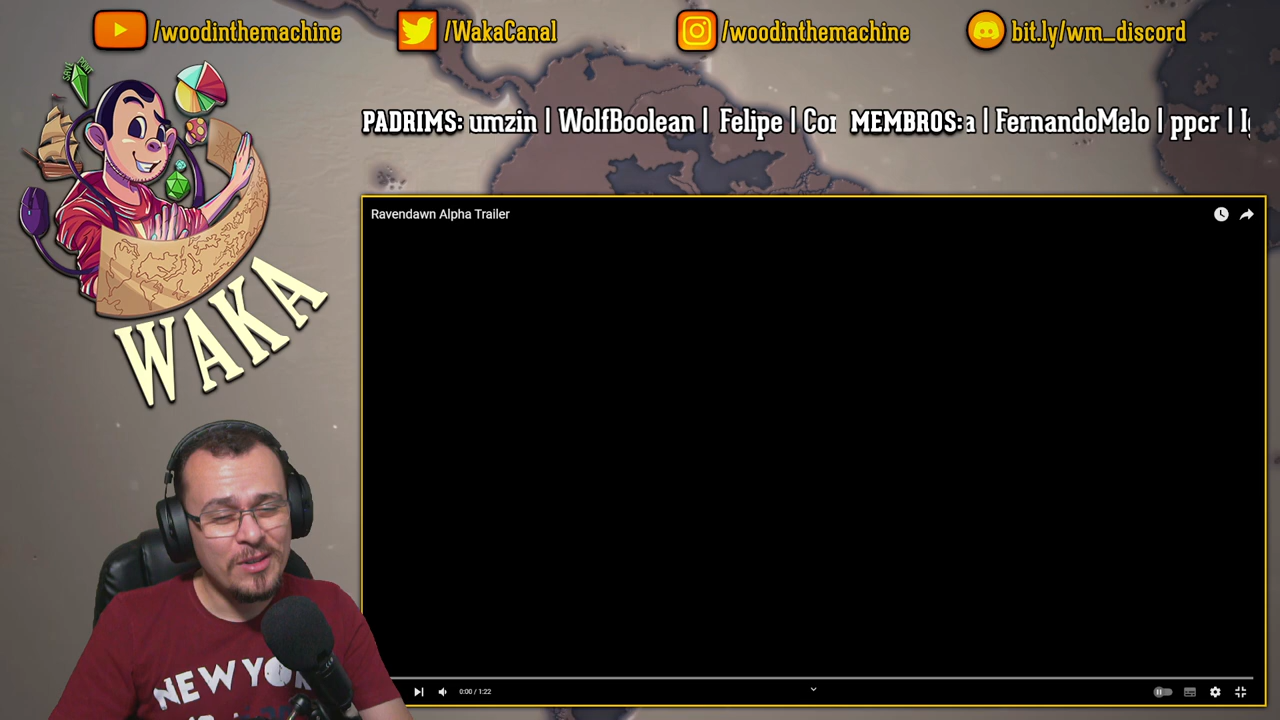 /woodinthemachine
/WakaCanal
/woodinthemachine
bit.ly/wm_discord
PADRIMS: umzin | WolfBoolean | Felipe |
MEMBROS: | FernandoMelo | ppcr |
WAKA
Ravendawn Alpha Trailer
0:00 / 1:22
NEW YO